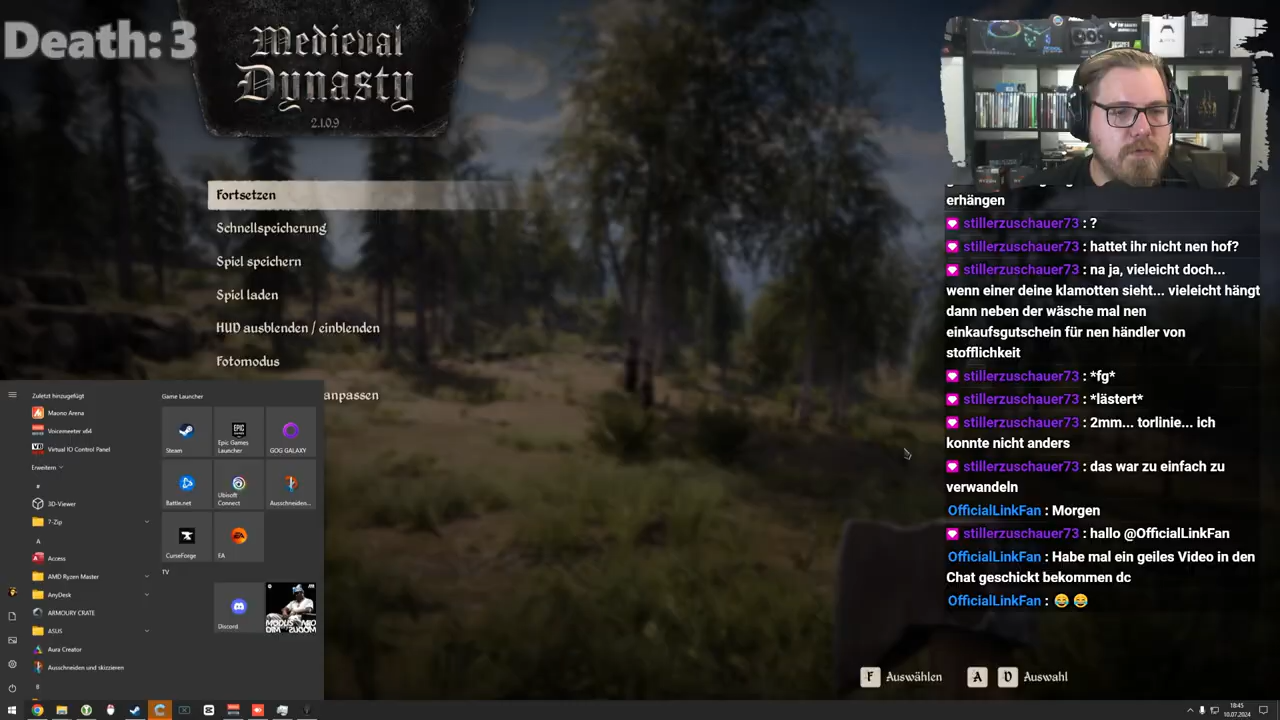 Death: 3
Medieval
Dynasty
2.1.0.9
Fortsetzen
Schnellspeicherung
Spiel speichern
Spiel laden
HUD ausblenden / einblenden
Fotomodus
anpassen
Zuletzt hinzugefügt
Maono Arena
Voicemeeter x64
Virtual IO Control Panel
Erweitern
#
3D-Viewer
7-Zip
A
Access
AMD Ryzen Master
AnyDesk
ARMOURY CRATE
ASUS
Aura Creator
Ausschneiden und skizzieren
B
Game Launcher
Steam
Epic Games
Launcher
GOG GALAXY
Battle.net
Ubisoft
Connect
Ausschneiden...
CurseForge
EA
TV
Discord
erhängen
stillerzuschauer73 : ?
stillerzuschauer73 : hattet ihr nicht nen hof?
stillerzuschauer73 : na ja, vieleicht doch...
wenn einer deine klamotten sieht... vieleicht hängt
dann neben der wäsche mal nen
einkaufsgutschein für nen händler von
stofflichkeit
stillerzuschauer73 : *fg*
stillerzuschauer73 : *lästert*
stillerzuschauer73 : 2mm... torlinie... ich
konnte nicht anders
stillerzuschauer73 : das war zu einfach zu
verwandeln
OfficialLinkFan : Morgen
stillerzuschauer73 : hallo @OfficialLinkFan
OfficialLinkFan : Habe mal ein geiles Video in den
Chat geschickt bekommen dc
OfficialLinkFan : 😂 😂
F Auswählen
A D Auswahl
18:45
10.07.2024